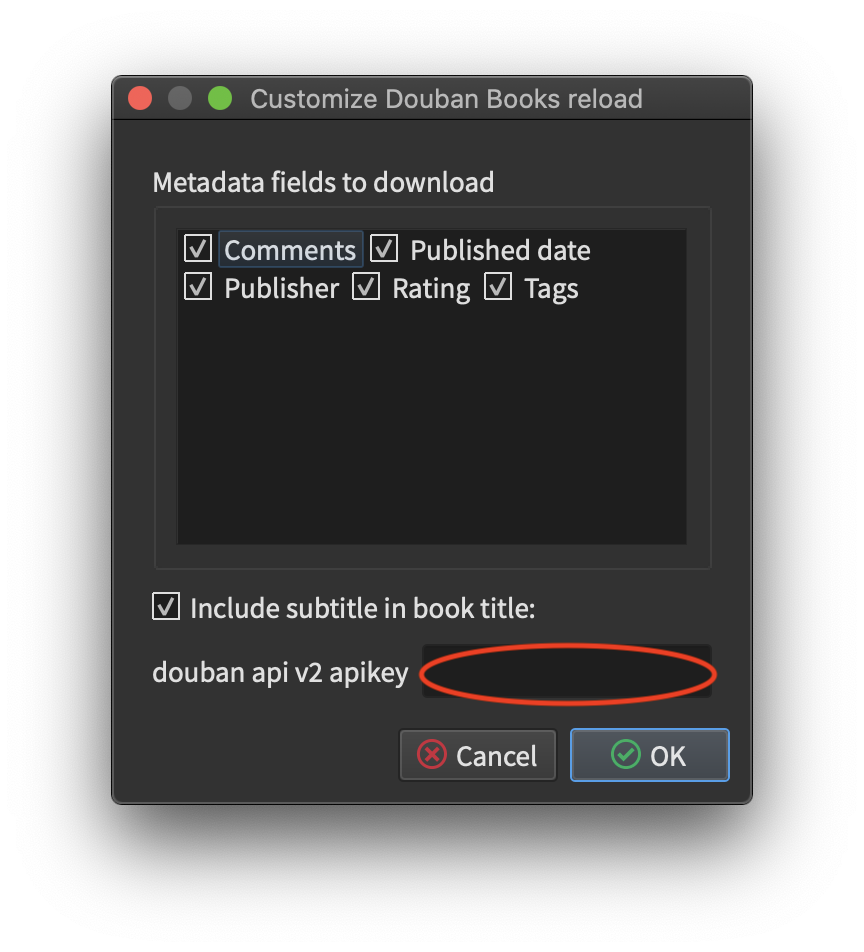 Customize Douban Books reload
Metadata fields to download
Comments Published date
Publisher Rating Tags
Include subtitle in book title:
douban api v2 apikey
Cancel OK